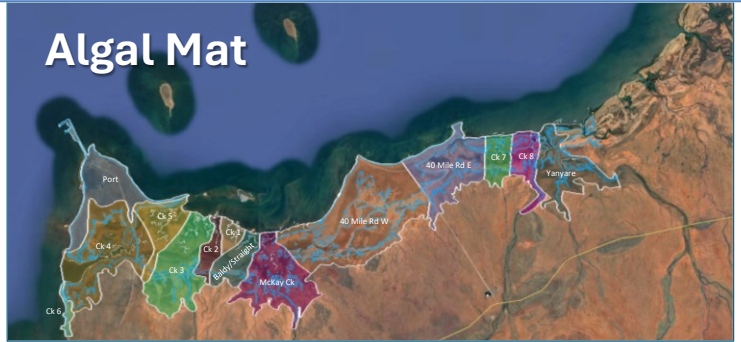 Algal Mat
Port
Ck 5
Ck 4
Ck 3
Ck 2
Ck 1
Baldy/Straight
McKay Ck
40 Mile Rd W
40 Mile Rd E
Ck 7
Ck 8
Yanyare
Ck 6